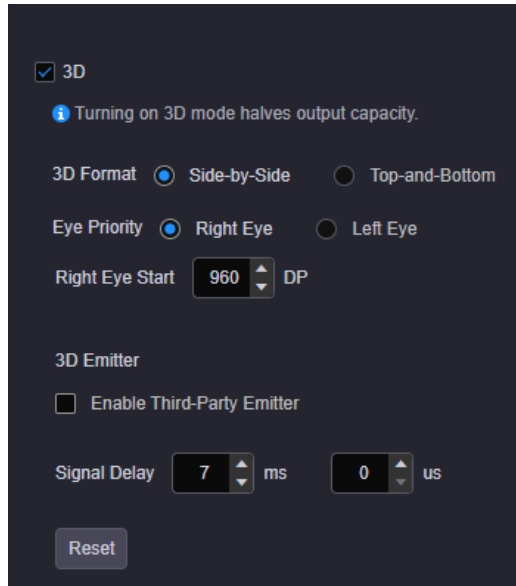 3D
Turning on 3D mode halves output capacity.
3D Format Side-by-Side Top-and-Bottom
Eye Priority Right Eye Left Eye
Right Eye Start 960 DP
3D Emitter
Enable Third-Party Emitter
Signal Delay 7 ms 0 us
Reset